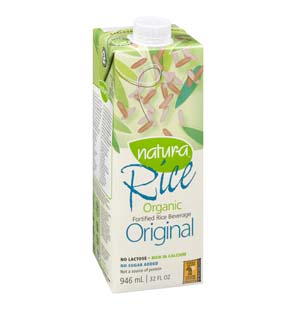 natura
Rice
Organic
Fortified Rice Beverage
Original
NO LACTOSE • RICH IN CALCIUM
NO SUGAR ADDED
Not a source of protein
946 mL | 32 FL OZ